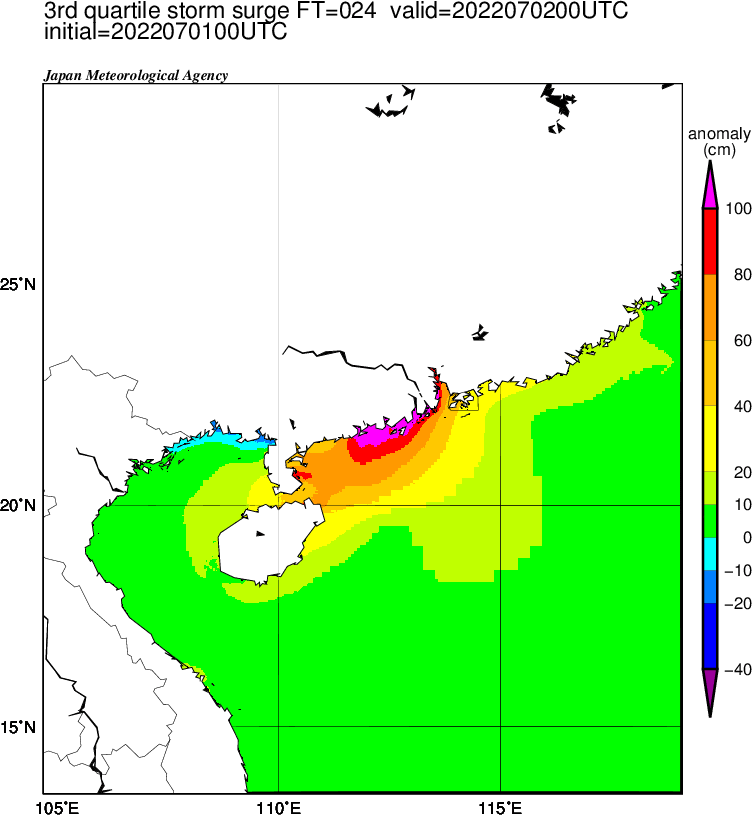 3rd quartile storm surge FT=024  valid=2022070200UTC
initial=2022070100UTC
Japan Meteorological Agency
anomaly
(cm)
100
80
60
40
20
10
0
−10
−20
−40
25˚N
20˚N
15˚N
105˚E
110˚E
115˚E